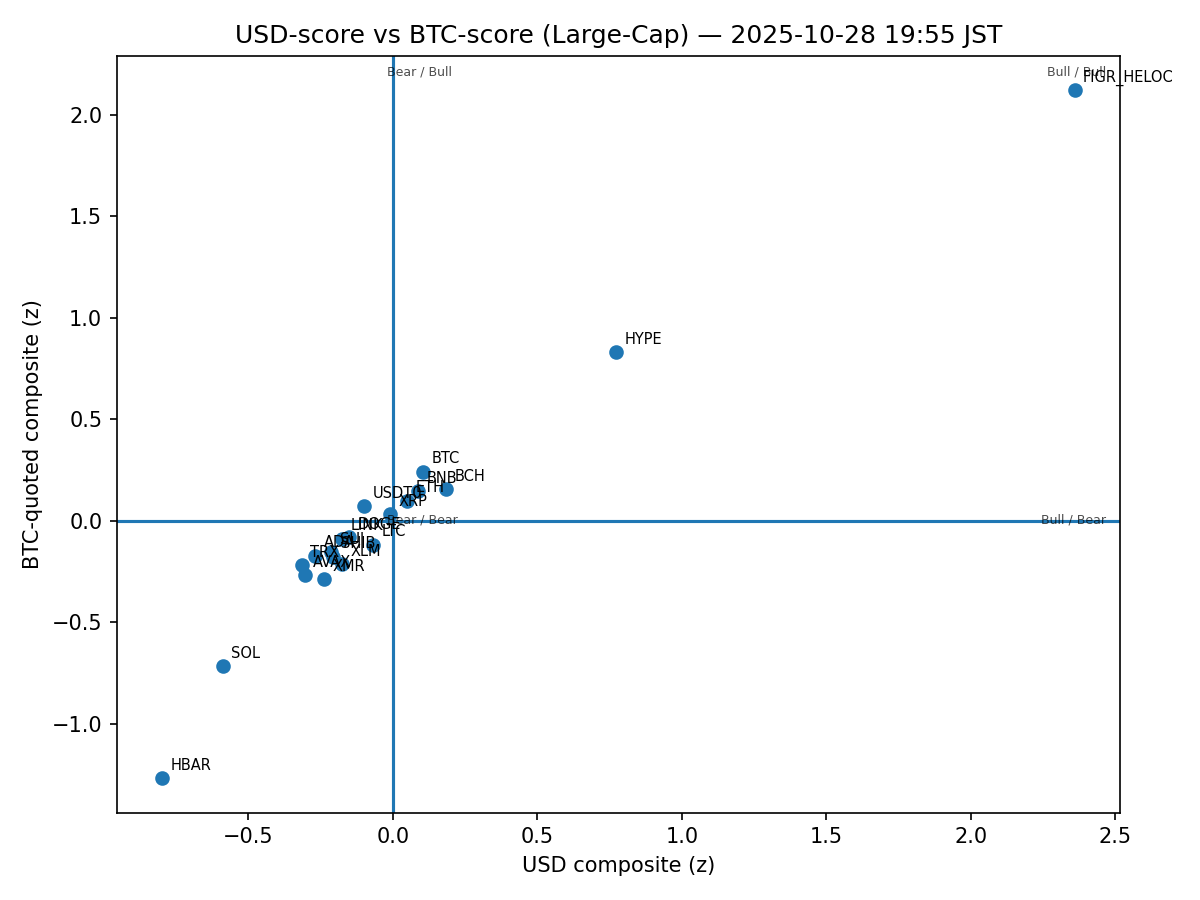 USD-score vs BTC-score (Large-Cap) — 2025-10-28 19:55 JST
Bear / Bull
Bull / Bull
FIGR_HELOC
2.0
1.5
1.0
0.5
0.0
−0.5
−1.0
BTC-quoted composite (z)
HYPE
BTC
BNB
BCH
ETH
XRP
Bear / Bear
Bull / Bear
LTC
XLM
TRX
AVAX
XMR
SOL
HBAR
−0.5
0.0
0.5
1.0
1.5
2.0
2.5
USD composite (z)